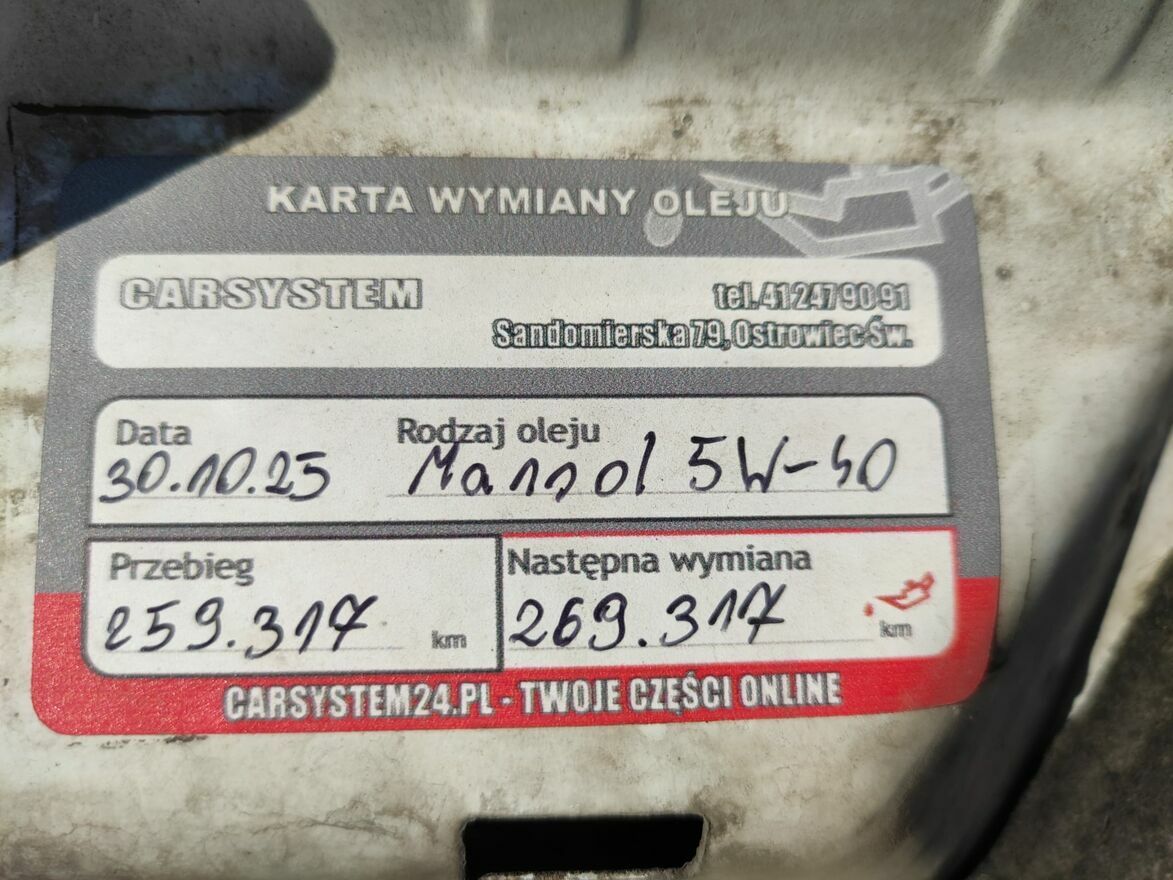 KARTA WYMIANY OLEJU
CARSYSTEM
tel. 41 247 90 91
Sandomierska 79, Ostrowiec Św.
Data
Rodzaj oleju
30.10.25
Mannol 5W-40
Przebieg
Następna wymiana
259.317 km
269.317 km
CARSYSTEM24.PL - TWOJE CZĘŚCI ONLINE